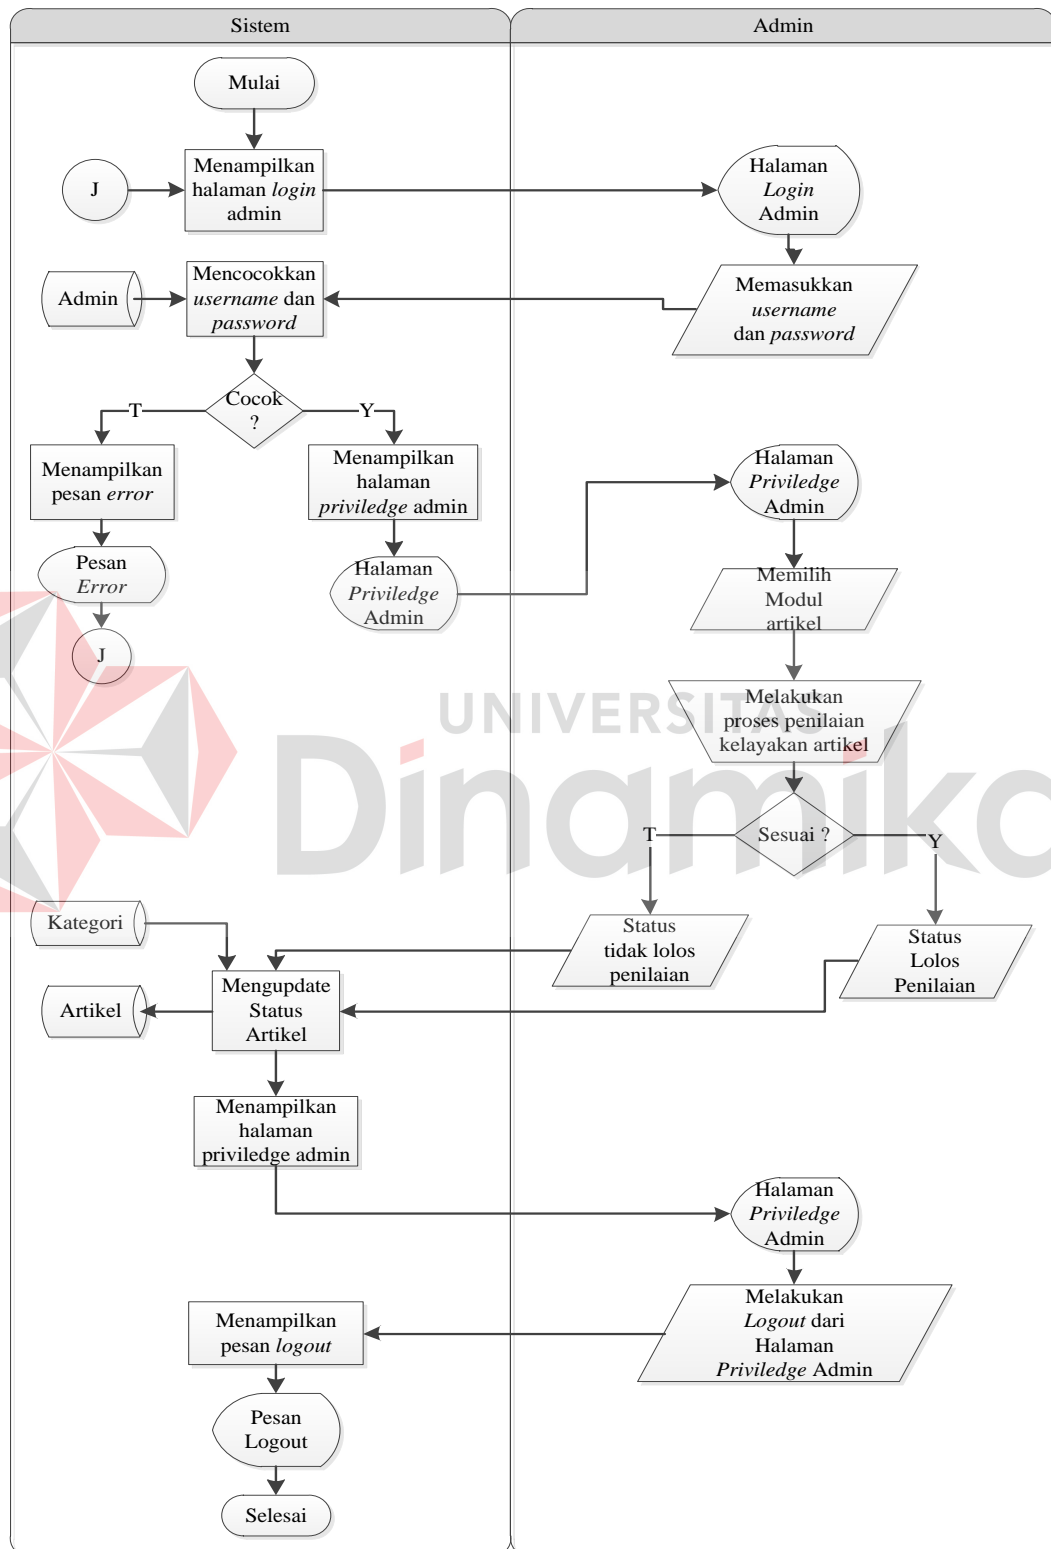 Sistem
Admin
Mulai
J
Menampilkan
halaman login
admin
Halaman
Login
Admin
Admin
Mencocokkan
username dan
password
Memasukkan
username
dan password
Cocok
?
T
Y
Menampilkan
pesan error
Menampilkan
halaman
priviledge admin
Halaman
Priviledge
Admin
Pesan
Error
Halaman
Priviledge
Admin
Memilih
Modul
artikel
J
Melakukan
proses penilaian
kelayakan artikel
UNIVERSITAS
Dinamika
Sesuai ?
T
Y
Kategori
Status
tidak lolos
penilaian
Status
Lolos
Penilaian
Artikel
Mengupdate
Status
Artikel
Menampilkan
halaman
priviledge admin
Halaman
Priviledge
Admin
Menampilkan
pesan logout
Melakukan
Logout dari
Halaman
Priviledge Admin
Pesan
Logout
Selesai